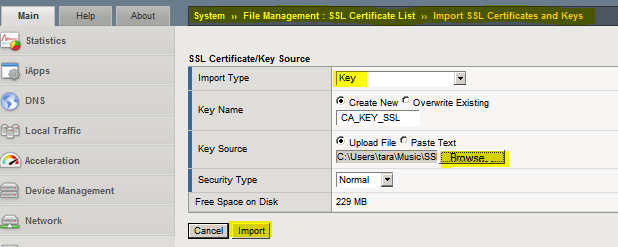 Main Help About
System ›› File Management : SSL Certificate List ›› Import SSL Certificates and Keys
Statistics
iApps
DNS
Local Traffic
Acceleration
Device Management
Network
SSL Certificate/Key Source
Import Type Key
Key Name Create New Overwrite Existing
CA_KEY_SSL
Key Source Upload File Paste Text
C:\Users\tara\Music\SS Browse...
Security Type Normal
Free Space on Disk 229 MB
Cancel Import